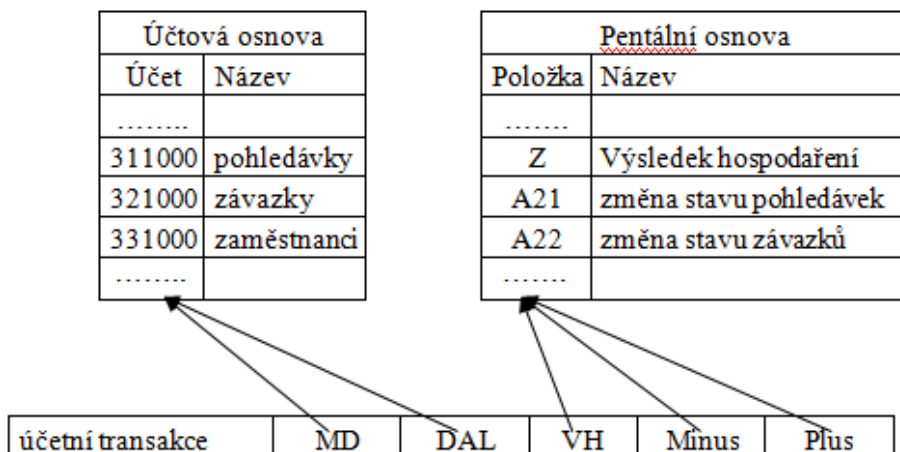 Účtová osnova
Účet Název
........
311000 pohledávky
321000 závazky
331000 zaměstnanci
........
Pentální osnova
Položka Název
.......
Z Výsledek hospodaření
A21 změna stavu pohledávek
A22 změna stavu závazků
.......
účetní transakce MD DAL VH Minus Plus